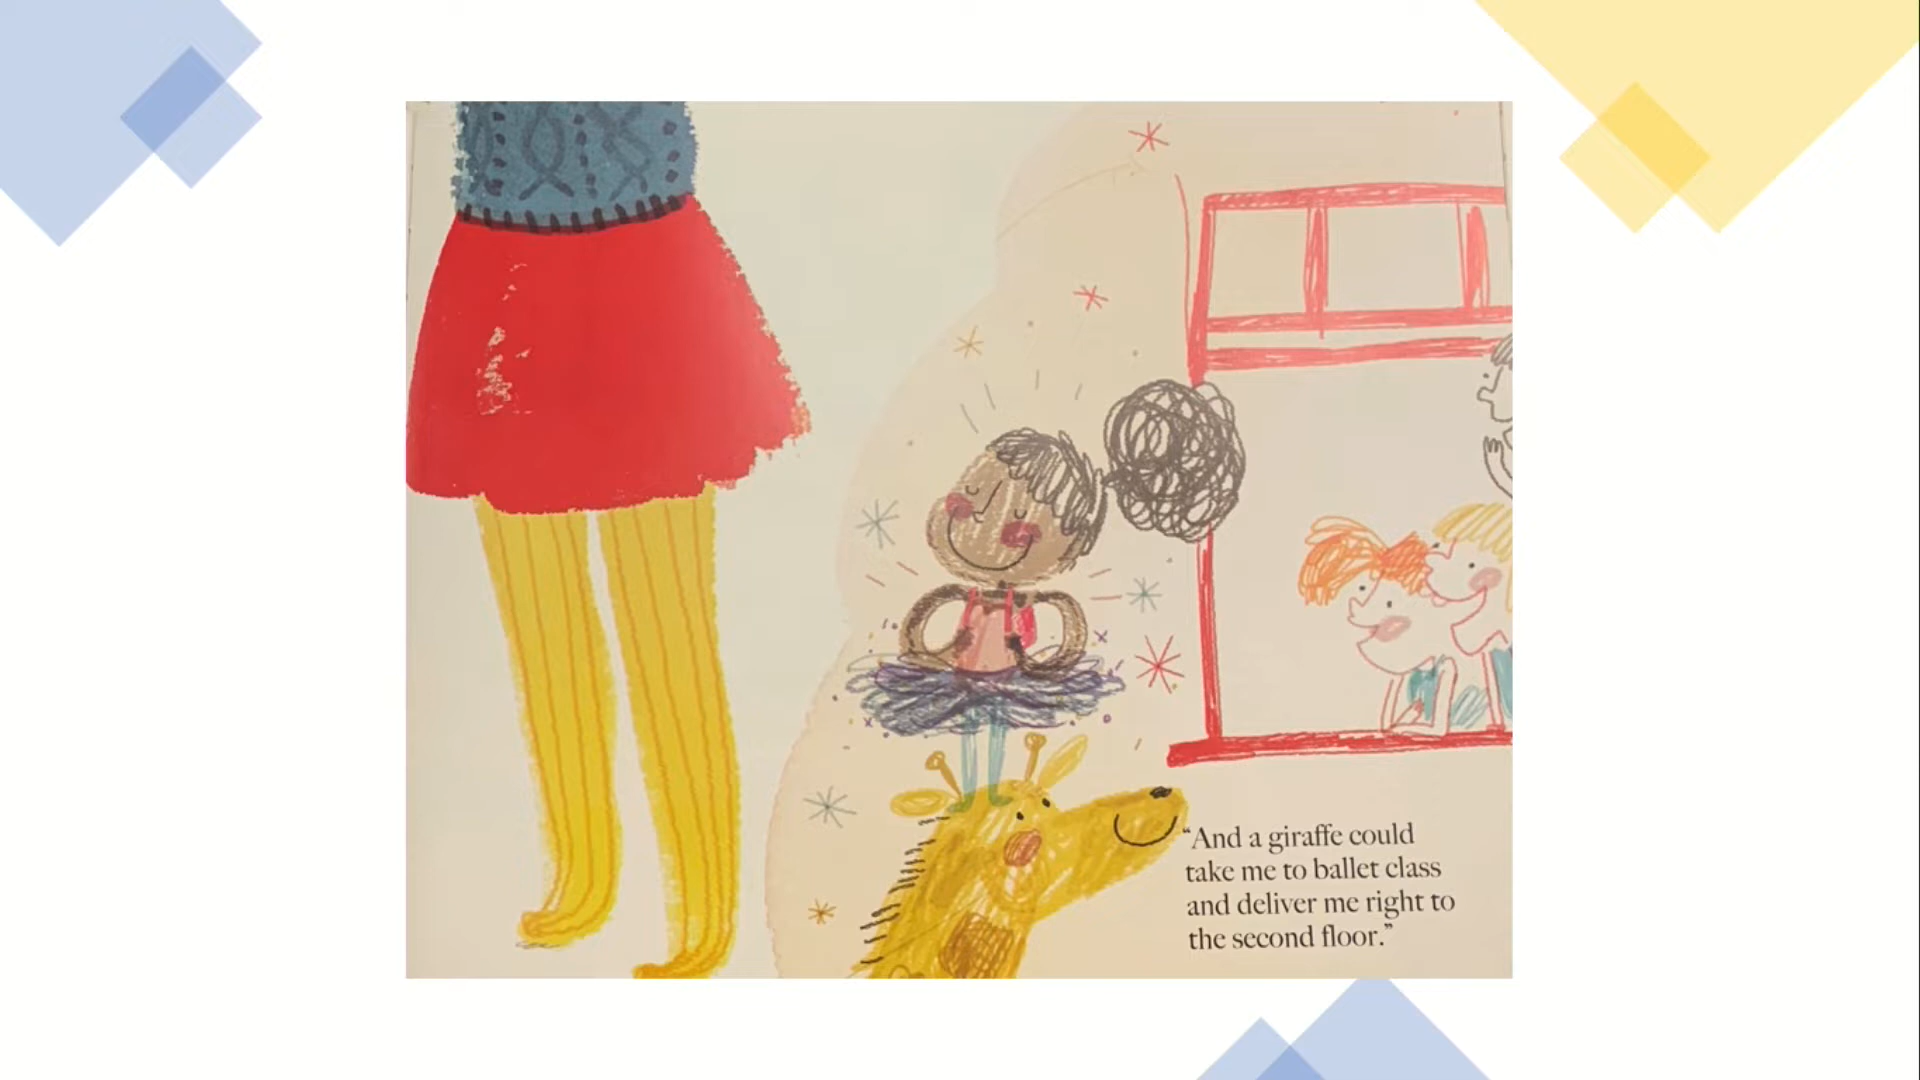 “And a giraffe could
take me to ballet class
and deliver me right to
the second floor.”